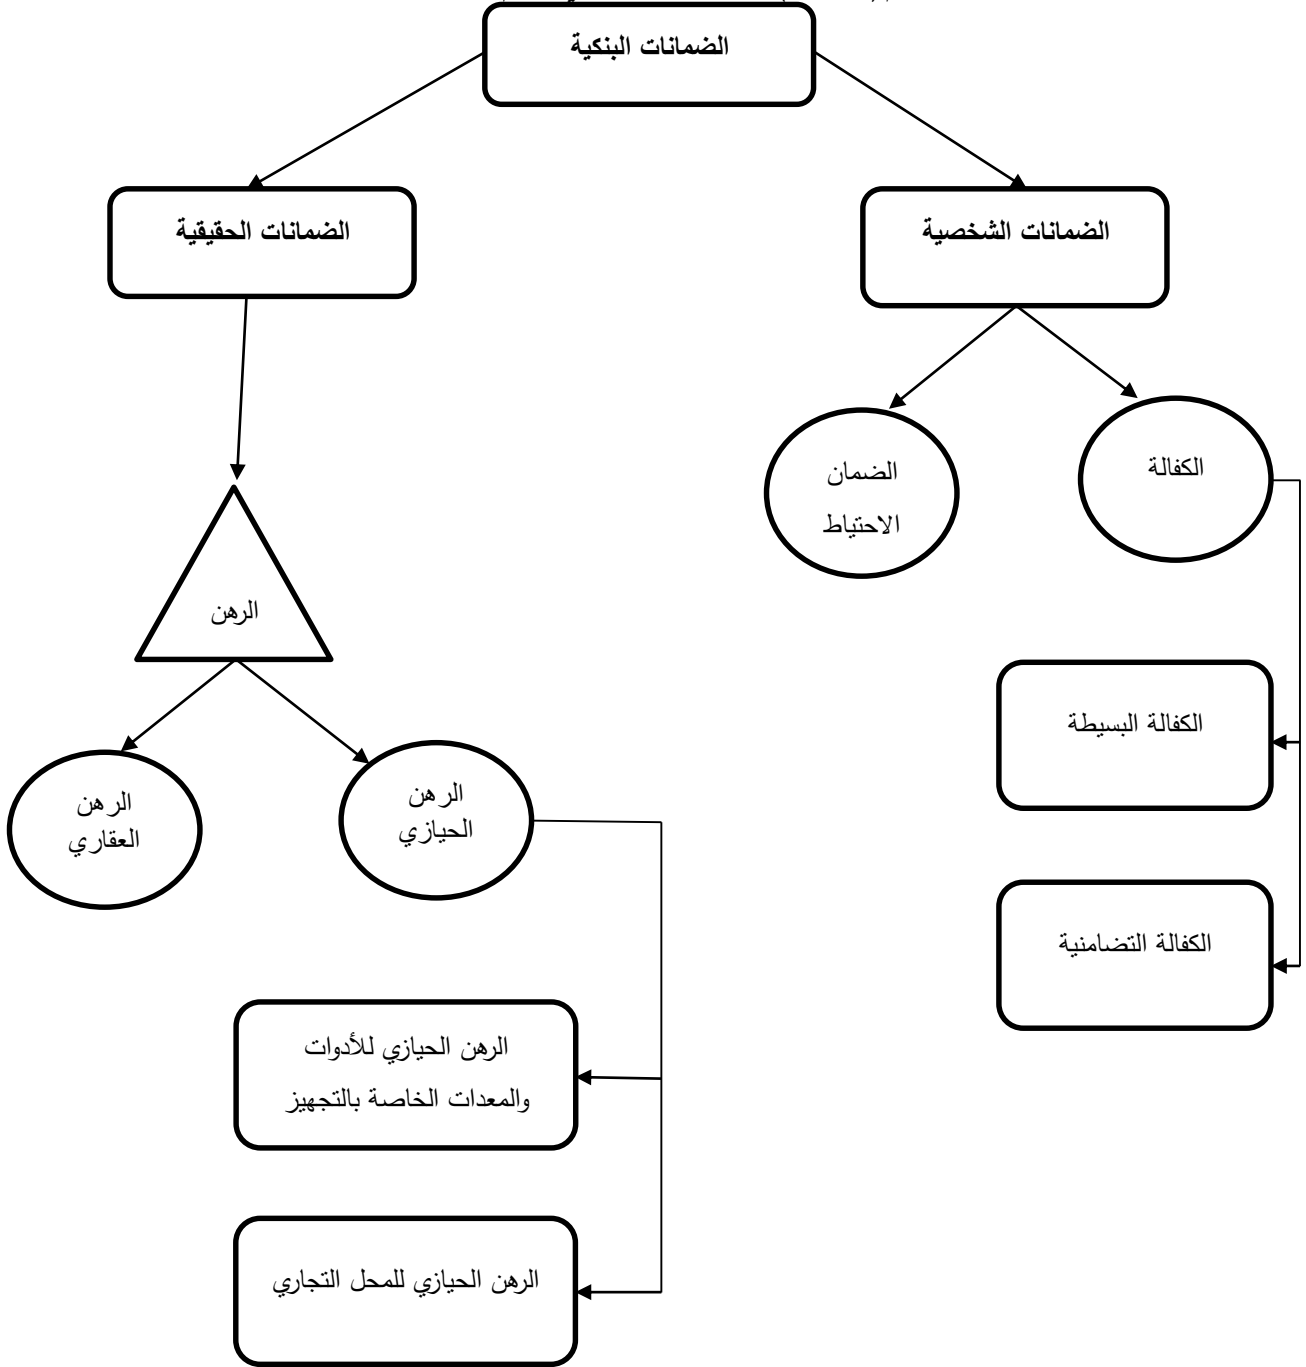 الضمانات البنكية
الضمانات الشخصية
الضمانات الحقيقية
الكفالة
الضمان
الاحتياط
الرهن
الكفالة البسيطة
الرهن
الحيازي
الرهن
العقاري
الكفالة التضامنية
الرهن الحيازي للأدوات
والمعدات الخاصة بالتجهيز
الرهن الحيازي للمحل التجاري